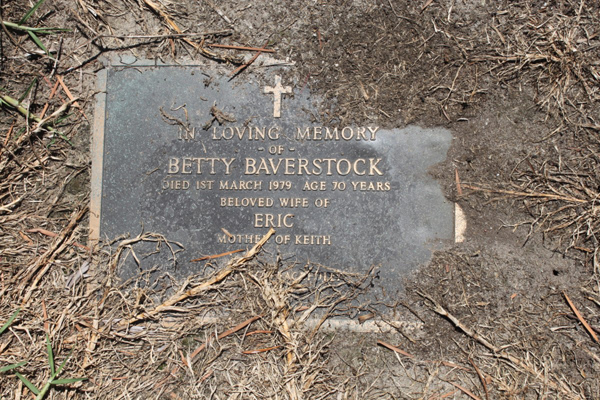 IN LOVING MEMORY
- OF -
BETTY BAVERSTOCK
DIED 1ST MARCH 1979 AGE 70 YEARS
BELOVED WIFE OF
ERIC
MOTHER OF KEITH